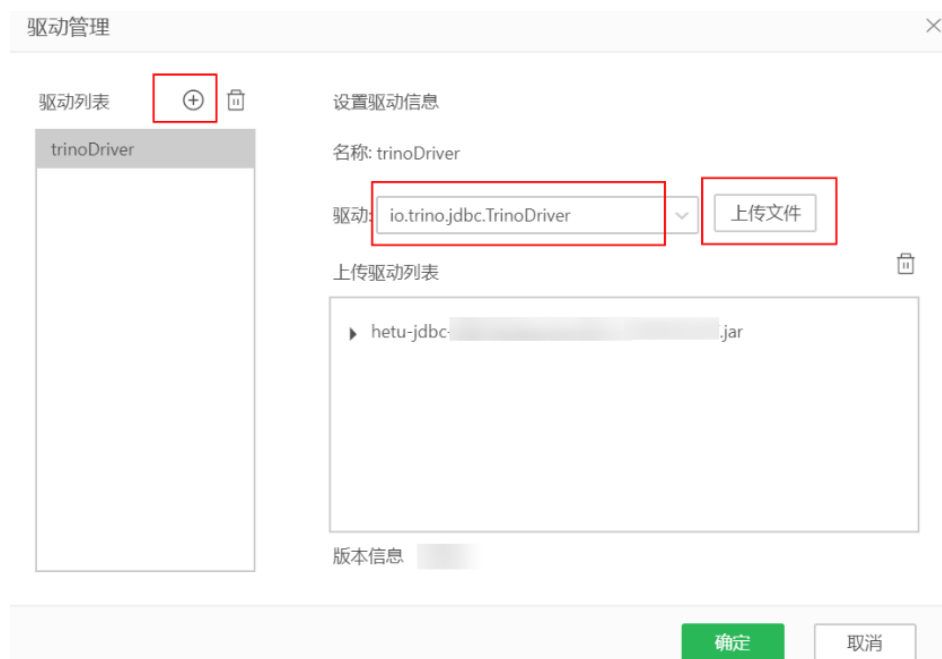 驱动管理
驱动列表
trinoDriver
设置驱动信息
名称: trinoDriver
驱动: io.trino.jdbc.TrinoDriver 上传文件
上传驱动列表
hetu-jdbc- .jar
版本信息
确定 取消